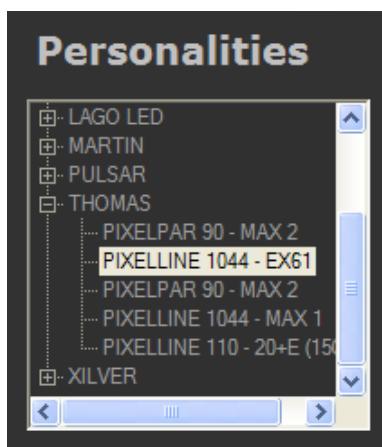 Personalities
LAGO LED
MARTIN
PULSAR
THOMAS
PIXELPAR 90 - MAX 2
PIXELLINE 1044 - EX61
PIXELPAR 90 - MAX 2
PIXELLINE 1044 - MAX 1
PIXELLINE 110 - 20+E (150
XILVER